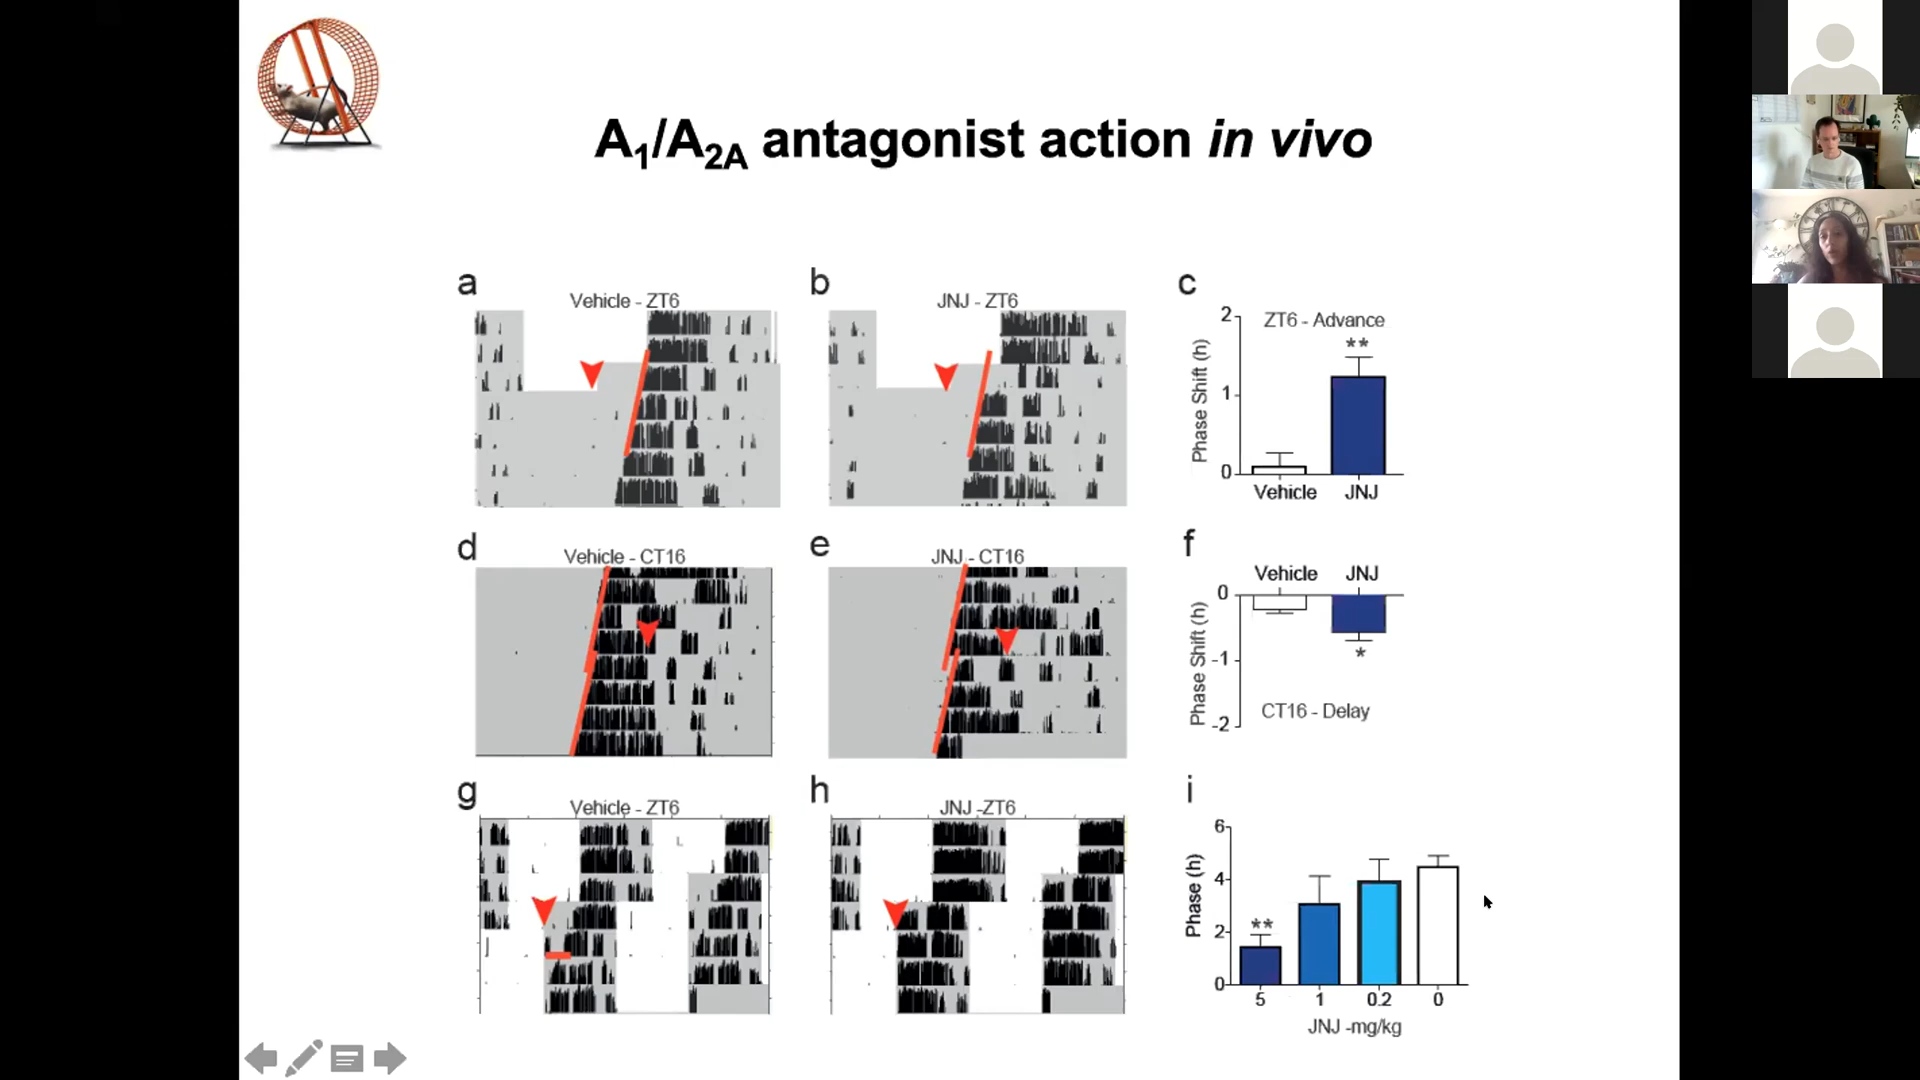 A1/A2A antagonist action in vivo
a
Vehicle - ZT6
b
JNJ - ZT6
c
ZT6 - Advance
**
Phase Shift (h)
2
1
0
Vehicle JNJ
d
Vehicle - CT16
e
JNJ - CT16
f
Vehicle JNJ
Phase Shift (h)
0
-1
-2
*
CT16 - Delay
g
Vehicle - ZT6
L
h
JNJ -ZT6
i
Phase (h)
6
4
2
0
**
5 1 0.2 0
JNJ -mg/kg